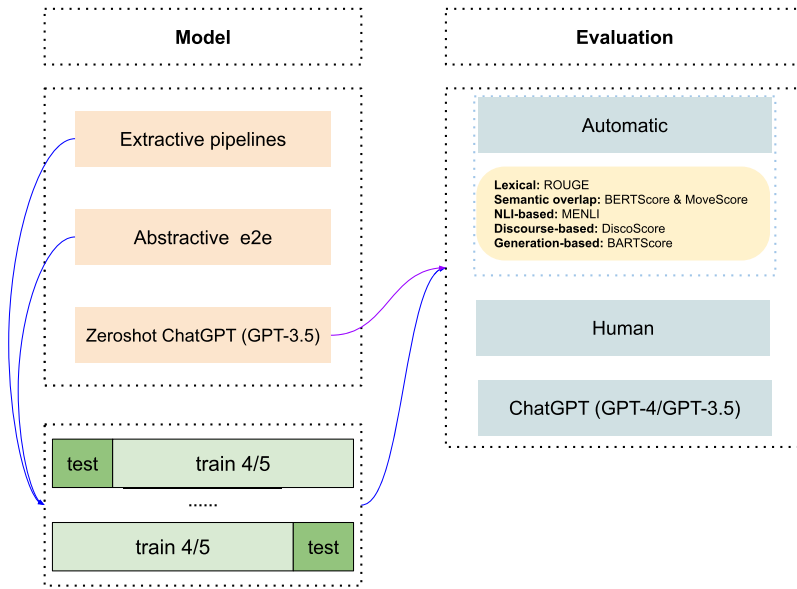 Model
Evaluation
Extractive pipelines
Abstractive e2e
Zeroshot ChatGPT (GPT-3.5)
test
train 4/5
......
train 4/5
test
Automatic
Lexical: ROUGE
Semantic overlap: BERTScore & MoveScore
NLI-based: MENLI
Discourse-based: DiscoScore
Generation-based: BARTScore
Human
ChatGPT (GPT-4/GPT-3.5)